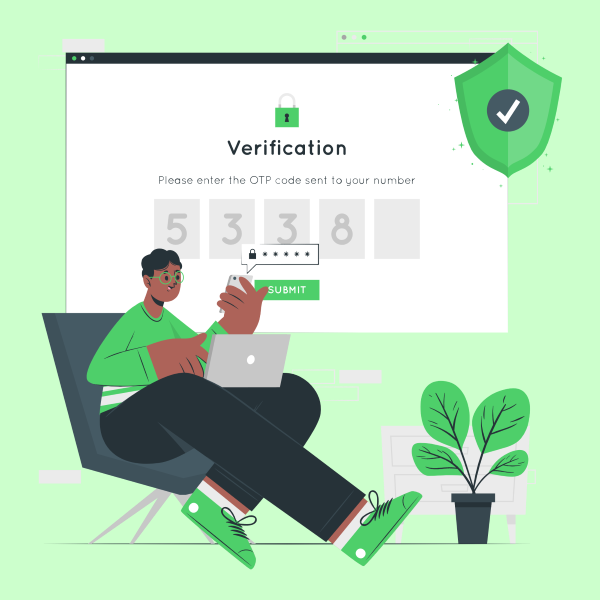 Verification
Please enter the OTP code sent to your number
5 3 3 8
* * * * *
SUBMIT